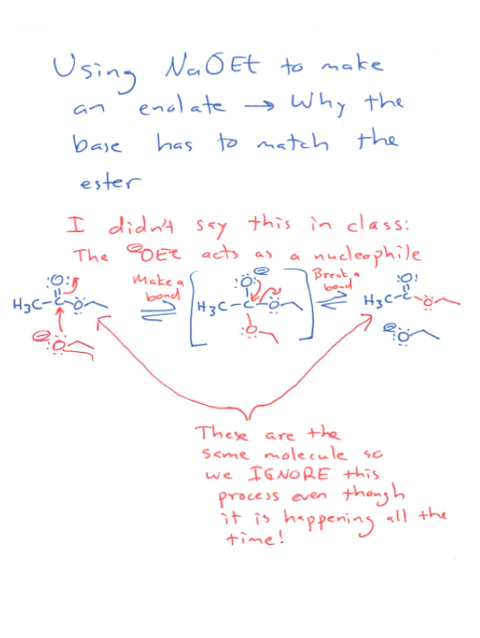 Using NaOEt to make
an enolate → Why the
base has to match the
ester
I didn't say this in class:
The ⊖OEt acts as a nucleophile
:O: H₃C-C-Ö ⊖:Ö
Make a bond
:Ö:⊖ H₃C-C-Ö :Ö
Break a bond
:O: H₃C-C-Ö ⊖:Ö
These are the
same molecule so
we IGNORE this
process even though
it is happening all the
time!